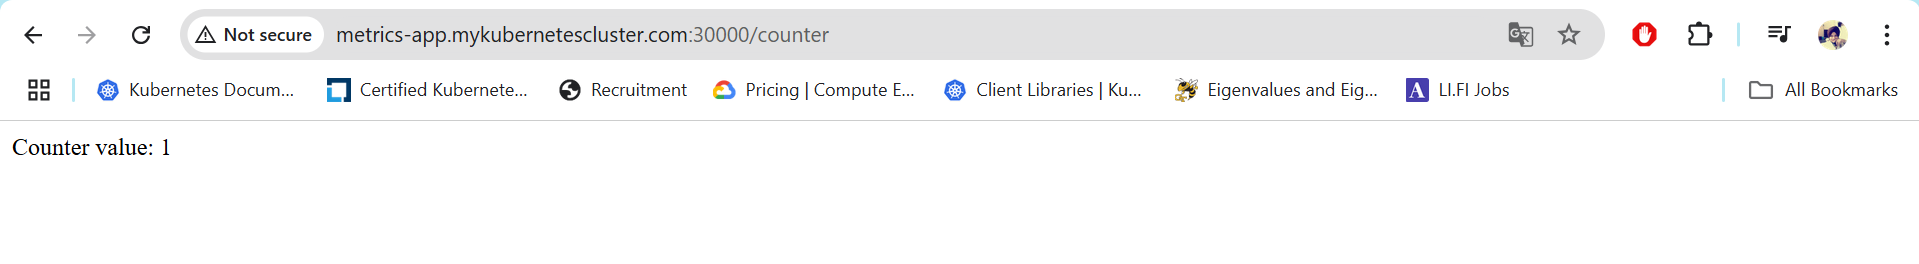 Not secure metrics-app.mykubernetescluster.com:30000/counter
Kubernetes Docum... Certified Kubernete... Recruitment Pricing | Compute E... Client Libraries | Ku... Eigenvalues and Eig... A LI.FI Jobs All Bookmarks
Counter value: 1